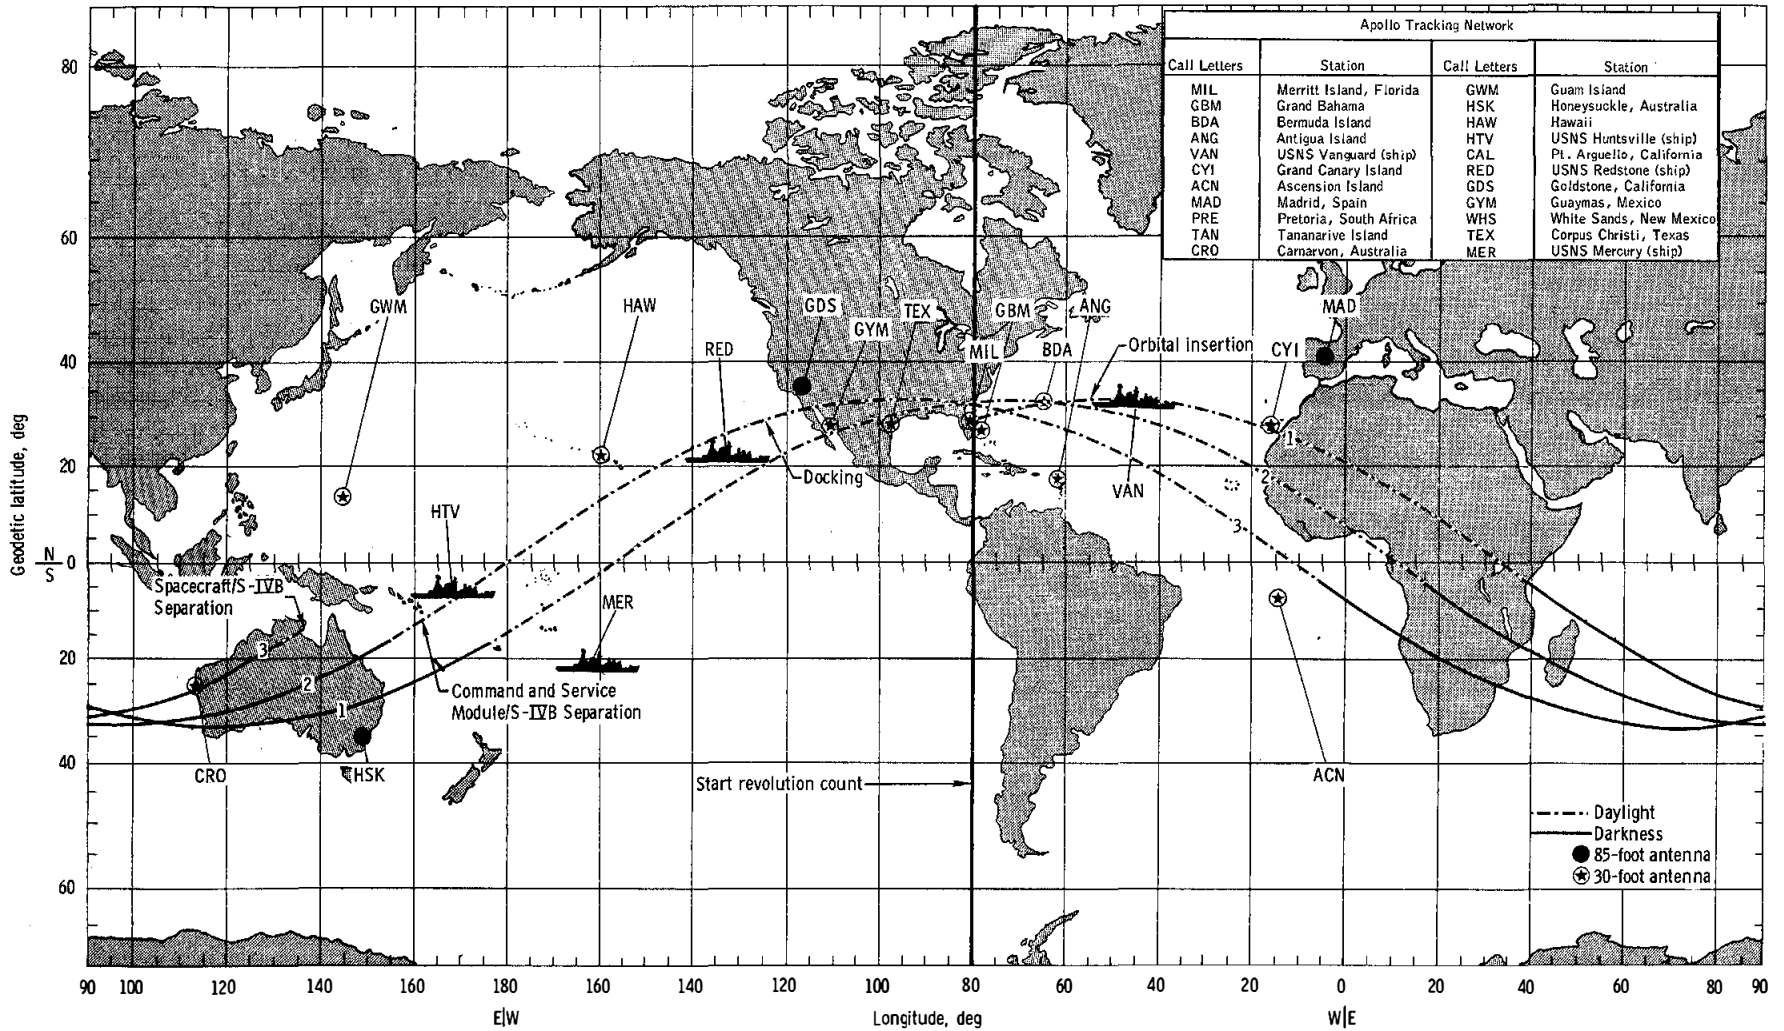 Apollo Tracking Network
Call Letters Station Call Letters Station
MIL Merritt Island, Florida GWM Guam Island
GBM Grand Bahama HSK Honeysuckle, Australia
BDA Bermuda Island HAW Hawaii
ANG Antigua Island HTV USNS Huntsville (ship)
VAN USNS Vanguard (ship) CAL Pt. Arguello, California
CYI Grand Canary Island RED USNS Redstone (ship)
ACN Ascension Island GDS Goldstone, California
MAD Madrid, Spain GYM Guaymas, Mexico
PRE Pretoria, South Africa WHS White Sands, New Mexico
TAN Tananarive Island TEX Corpus Christi, Texas
CRO Carnarvon, Australia MER USNS Mercury (ship)
80
60
40
20
N
0
S
20
40
60
Geodetic latitude, deg
GWM
HAW
GDS
TEX
GBM
ANG
MAD
GYM
RED
MIL
BDA
Orbital insertion
CYI
1
Docking
VAN
2
HTV
3
Spacecraft/S-IVB
Separation
MER
3
2
Command and Service
Module/S-IVB Separation
1
CRO
HSK
ACN
Start revolution count
Daylight
Darkness
85-foot antenna
30-foot antenna
90 100 120 140 160 180 160 140 120 100 0 80 60 40 20 0 20 40 60 80 90
E|W
Longitude, deg
W|E